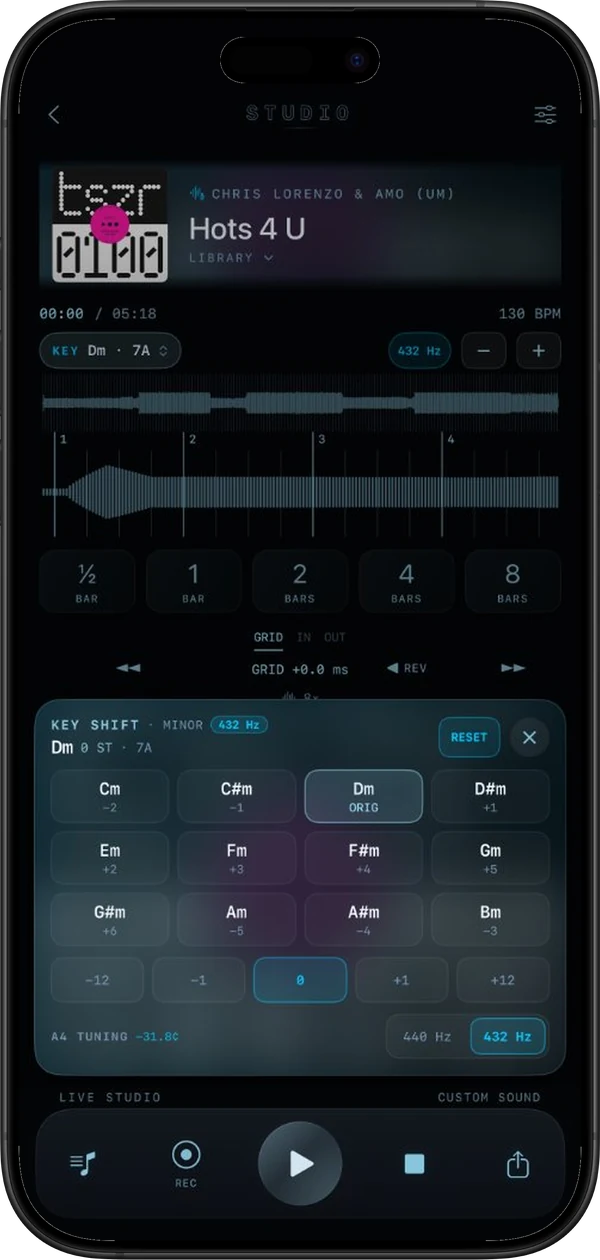 STUDIO
tszr
0100
CHRIS LORENZO & AMO (UM)
Hots 4 U
LIBRARY
00:00 / 05:18
130 BPM
KEY Dm · 7A
432 Hz − +
1 2 3 4
½ 1 2 4 8
BAR BAR BARS BARS BARS
GRID IN OUT
GRID +0.0 ms
REV
8x
KEY SHIFT · MINOR 432 Hz
Dm 0 ST · 7A
RESET
Cm C#m Dm D#m
−2 −1 ORIG +1
Em Fm F#m Gm
+2 +3 +4 +5
G#m Am A#m Bm
+6 −5 −4 −3
−12 −1 0 +1 +12
A4 TUNING −31.8¢ 440 Hz 432 Hz
LIVE STUDIO CUSTOM SOUND
REC